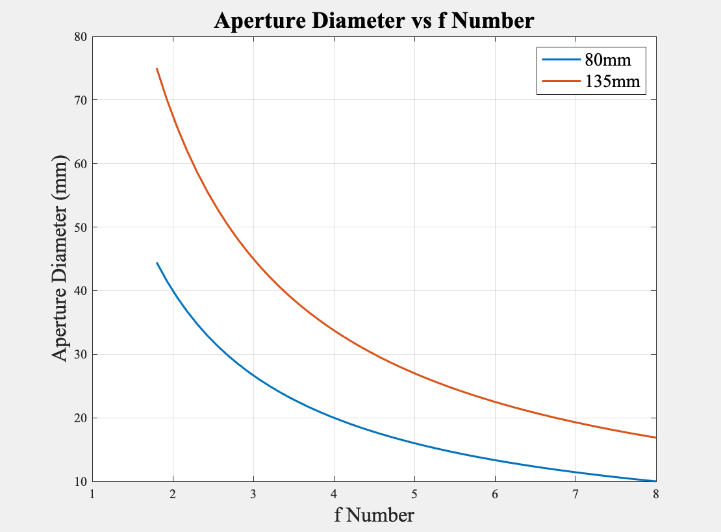 Aperture Diameter vs f Number
80mm
135mm
Aperture Diameter (mm)
80
70
60
50
40
30
20
10
1 2 3 4 5 6 7 8
f Number